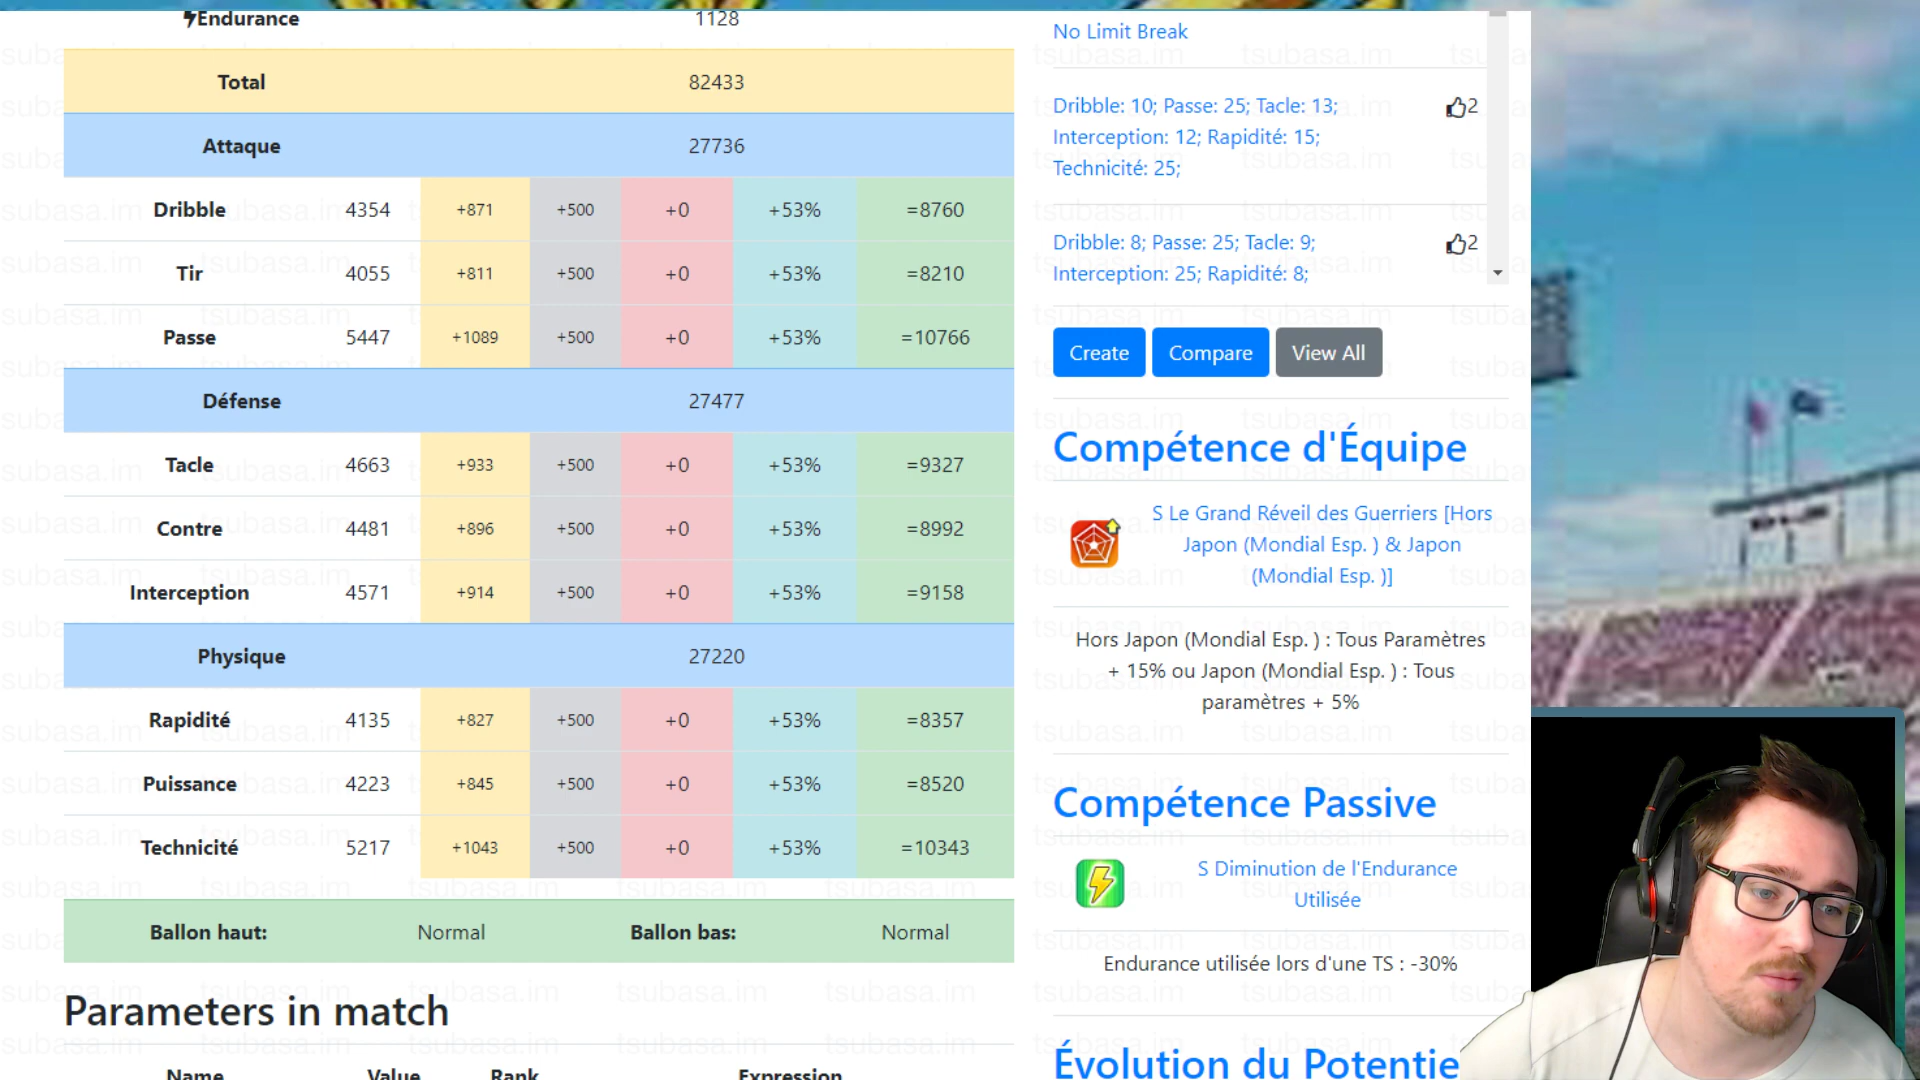 Endurance 1128
Total 82433
Attaque 27736
Dribble 4354 +871 +500 +0 +53% =8760
Tir 4055 +811 +500 +0 +53% =8210
Passe 5447 +1089 +500 +0 +53% =10766
Défense 27477
Tacle 4663 +933 +500 +0 +53% =9327
Contre 4481 +896 +500 +0 +53% =8992
Interception 4571 +914 +500 +0 +53% =9158
Physique 27220
Rapidité 4135 +827 +500 +0 +53% =8357
Puissance 4223 +845 +500 +0 +53% =8520
Technicité 5217 +1043 +500 +0 +53% =10343
Ballon haut: Normal Ballon bas: Normal
Parameters in match
Name Value Rank Expression
No Limit Break
Dribble: 10; Passe: 25; Tacle: 13; 2
Interception: 12; Rapidité: 15;
Technicité: 25;
Dribble: 8; Passe: 25; Tacle: 9; 2
Interception: 25; Rapidité: 8;
Create Compare View All
Compétence d'Équipe
S Le Grand Réveil des Guerriers [Hors
Japon (Mondial Esp. ) & Japon
(Mondial Esp. )]
Hors Japon (Mondial Esp. ) : Tous Paramètres
+ 15% ou Japon (Mondial Esp. ) : Tous
paramètres + 5%
Compétence Passive
S Diminution de l'Endurance
Utilisée
Endurance utilisée lors d'une TS : -30%
Évolution du Potentie
tsubasa.im